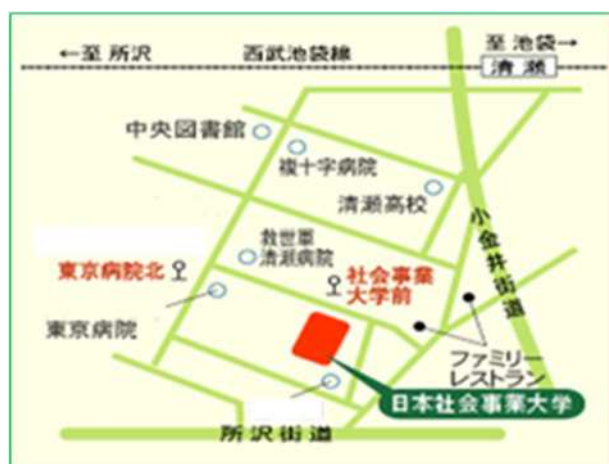 ←至 所沢
西武池袋線
至 池袋→
清瀬
中央図書館
複十字病院
清瀬高校
小金井街道
救世軍
清瀬病院
東京病院北
社会事業
大学前
東京病院
ファミリー
レストラン
日本社会事業大学
所沢街道